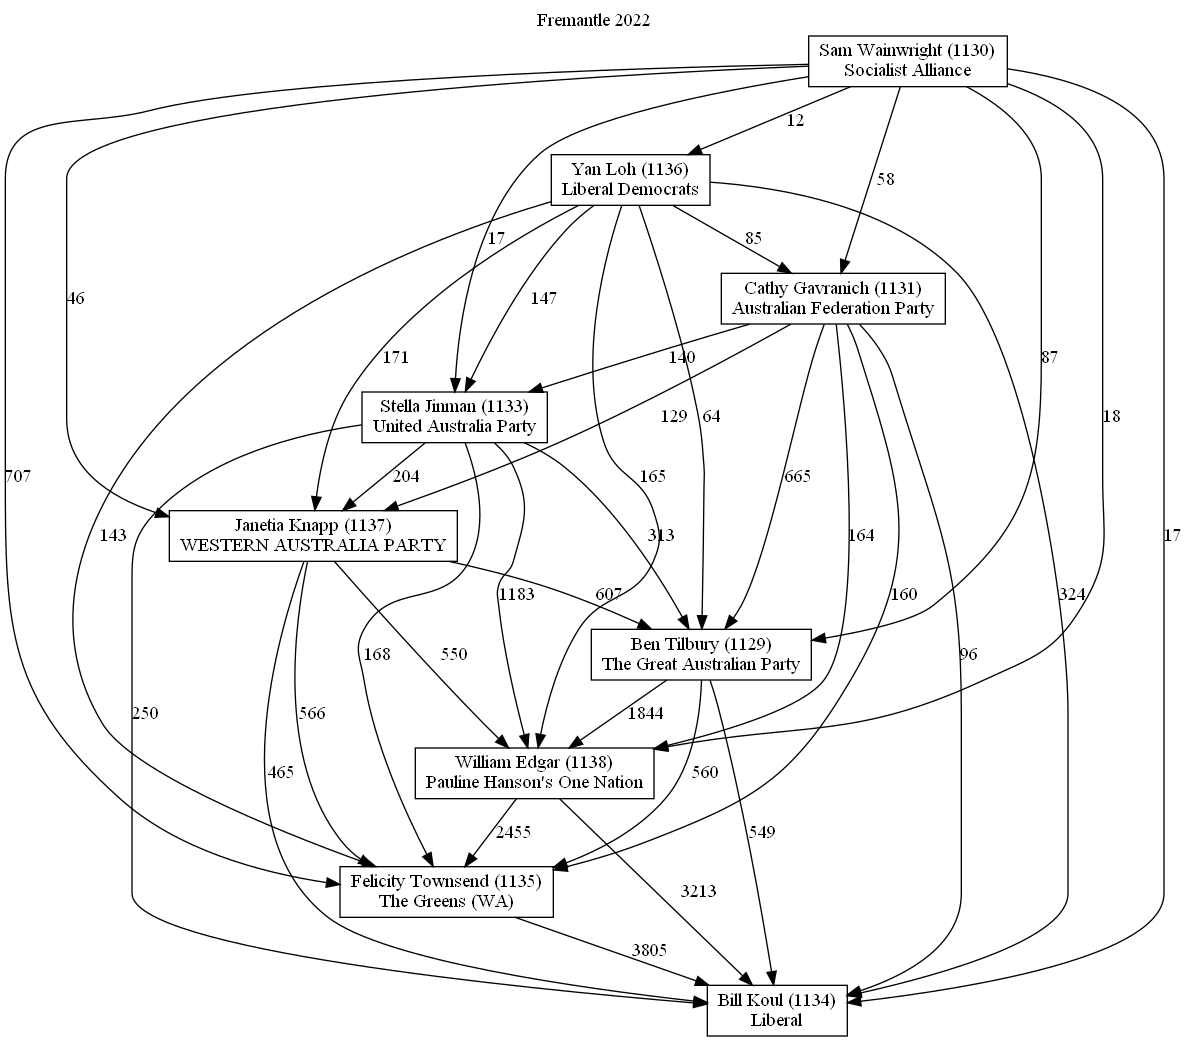 Fremantle 2022
Sam Wainwright (1130)
Socialist Alliance
12
Yan Loh (1136)
Liberal Democrats
58
17
85
46
147
Cathy Gavranich (1131)
Australian Federation Party
171
140
87
Stella Jinman (1133)
United Australia Party
129
64
18
707
204
165
665
Janetia Knapp (1137)
WESTERN AUSTRALIA PARTY
143
313
164
17
1183
607
160
324
Ben Tilbury (1129)
The Great Australian Party
168
550
96
250
566
1844
William Edgar (1138)
Pauline Hanson's One Nation
465
560
2455
549
Felicity Townsend (1135)
The Greens (WA)
3213
3805
Bill Koul (1134)
Liberal